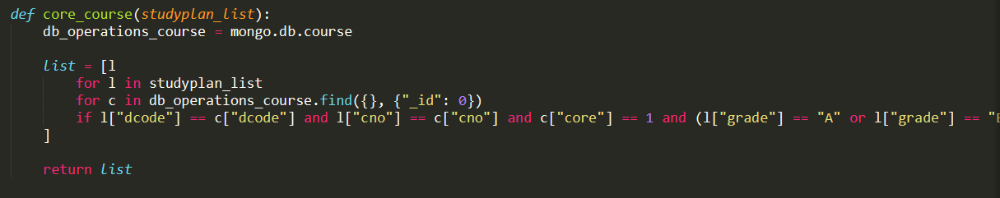 def core_course(studyplan_list):
    db_operations_course = mongo.db.course
    list = [l
        for l in studyplan_list
        for c in db_operations_course.find({}, {"_id": 0})
        if l["dcode"] == c["dcode"] and l["cno"] == c["cno"] and c["core"] == 1 and (l["grade"] == "A" or l["grade"] == "
    ]
    return list